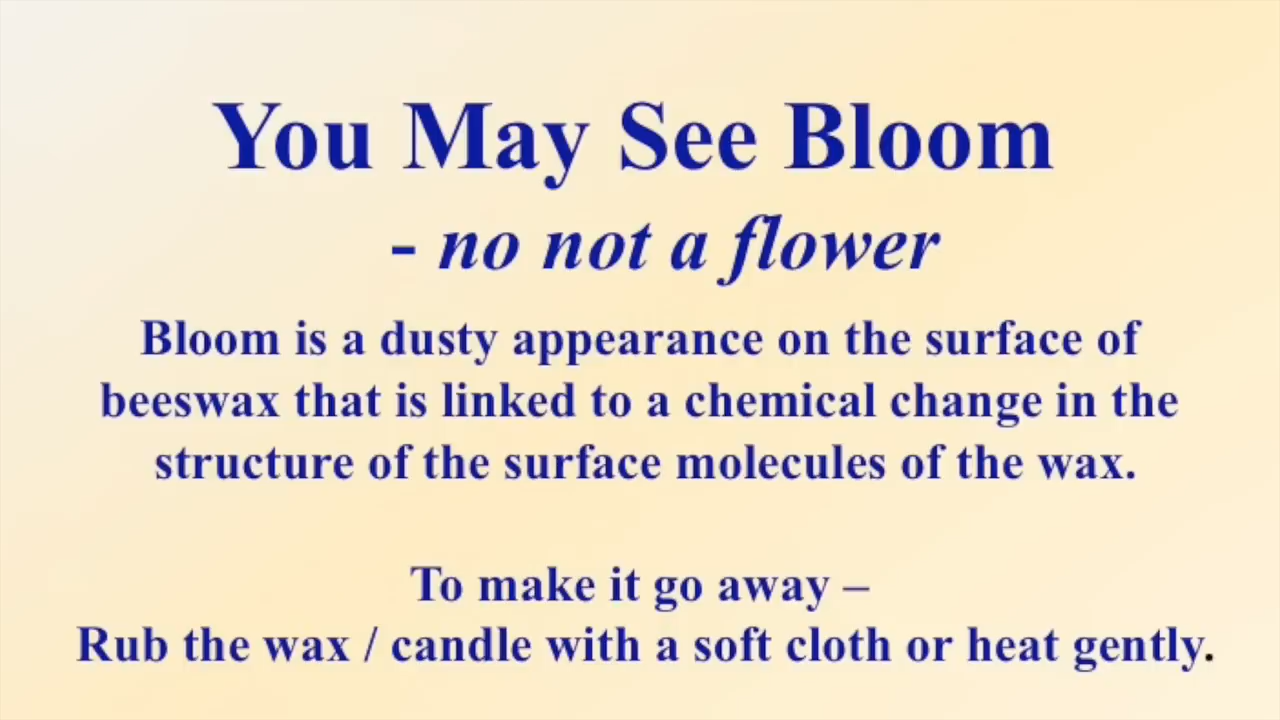 You May See Bloom
- no not a flower
Bloom is a dusty appearance on the surface of
beeswax that is linked to a chemical change in the
structure of the surface molecules of the wax.
To make it go away –
Rub the wax / candle with a soft cloth or heat gently.